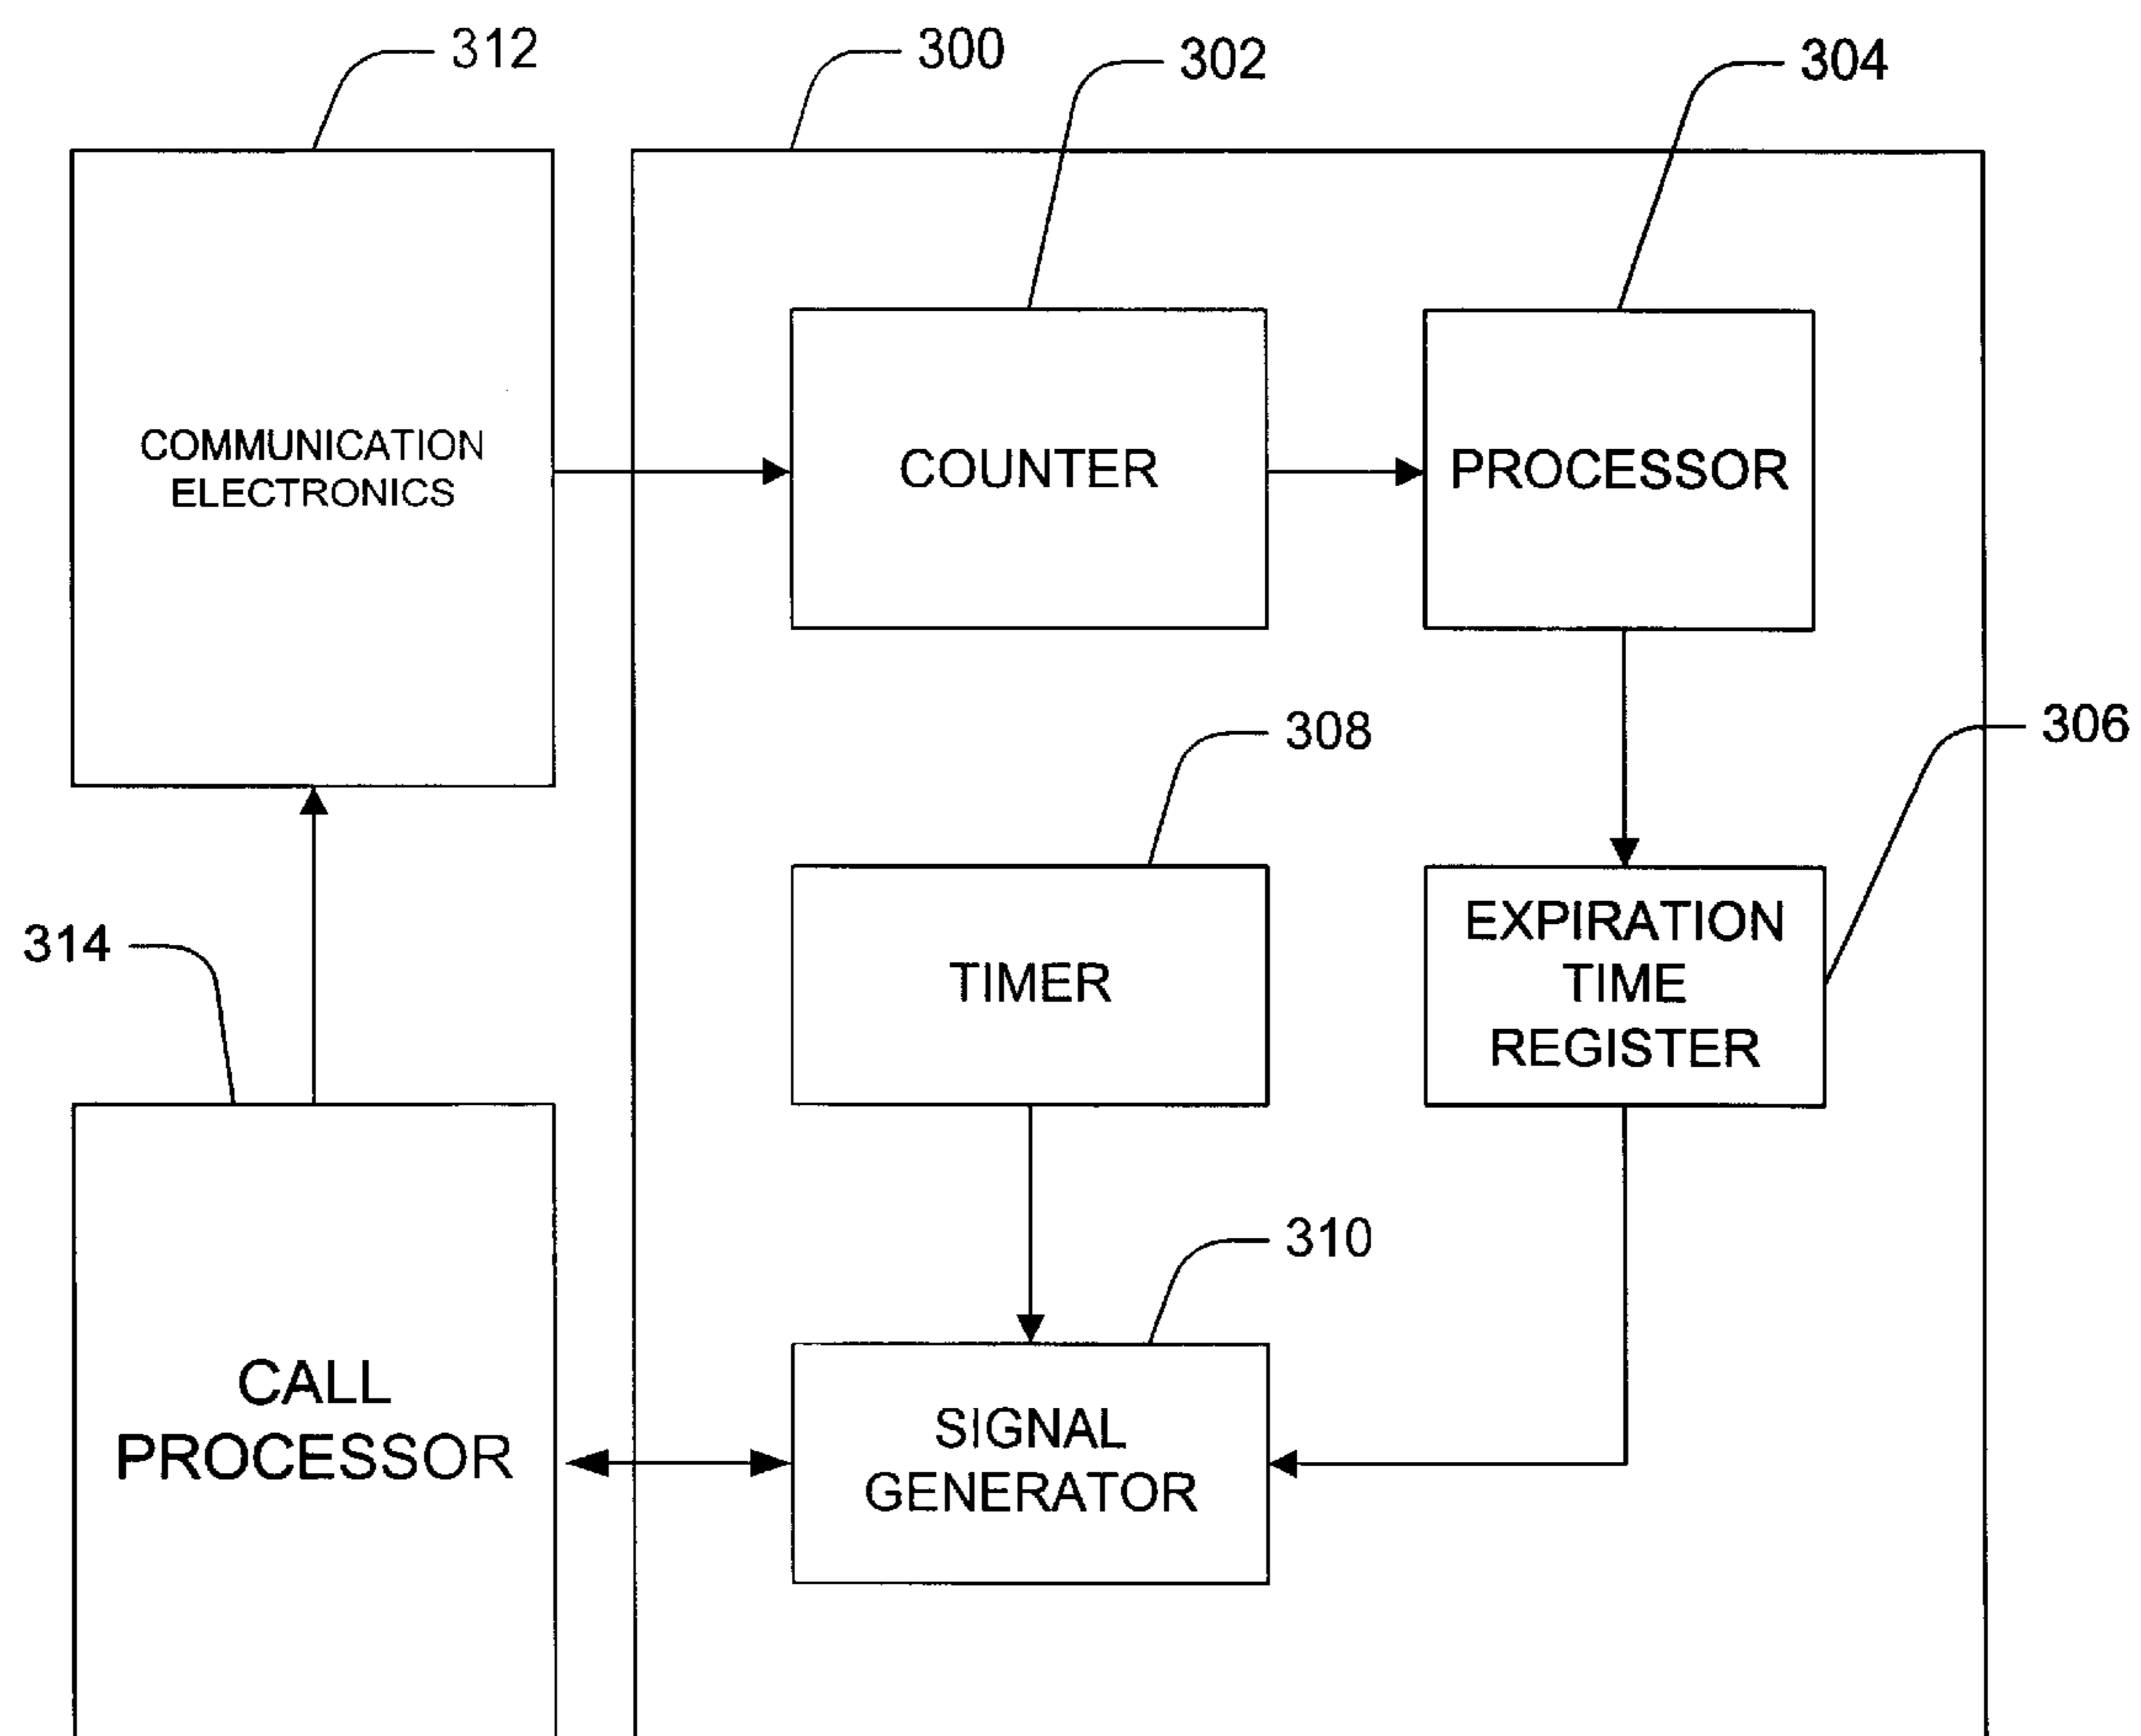 312
300
302
304
COMMUNICATION
ELECTRONICS
COUNTER
PROCESSOR
308
306
314
TIMER
EXPIRATION
TIME
REGISTER
310
CALL
PROCESSOR
SIGNAL
GENERATOR